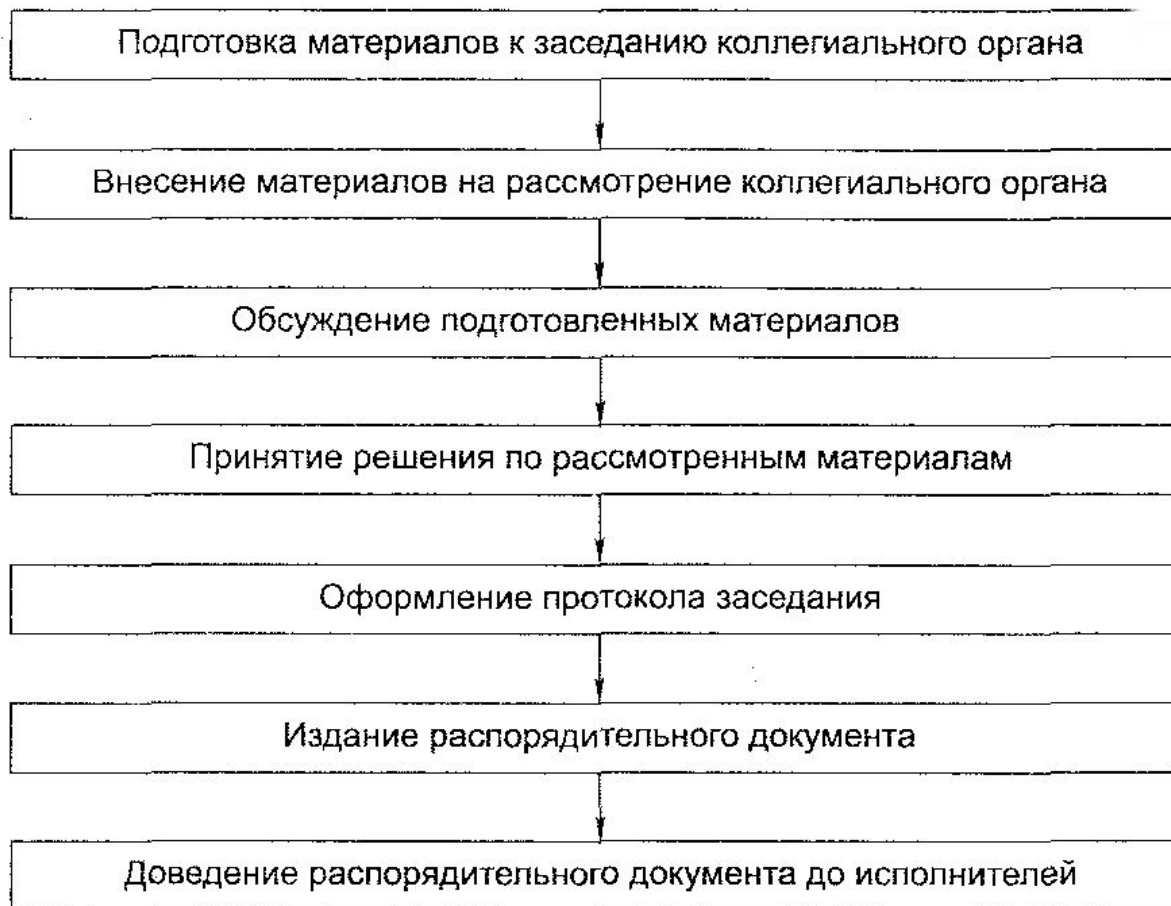 Подготовка материалов к заседанию коллегиального органа
Внесение материалов на рассмотрение коллегиального органа
Обсуждение подготовленных материалов
Принятие решения по рассмотренным материалам
Оформление протокола заседания
Издание распорядительного документа
Доведение распорядительного документа до исполнителей